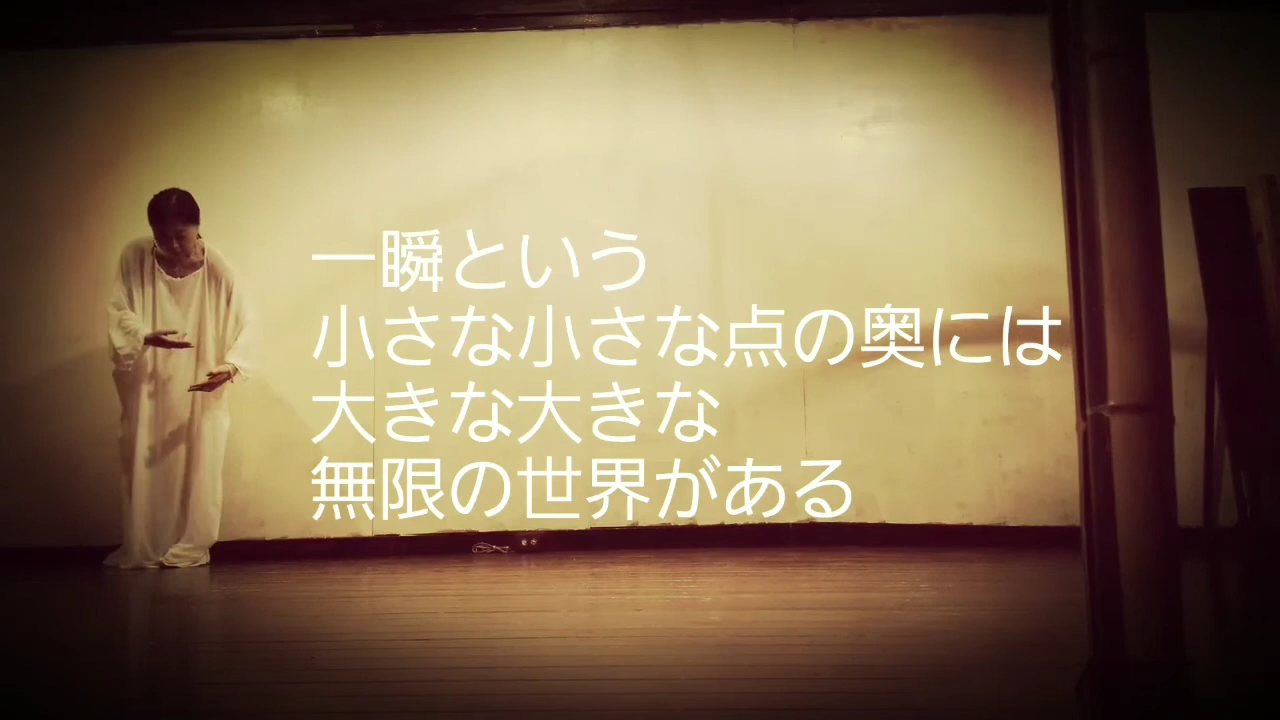 一瞬という
小さな小さな点の奥には
大きな大きな
無限の世界がある